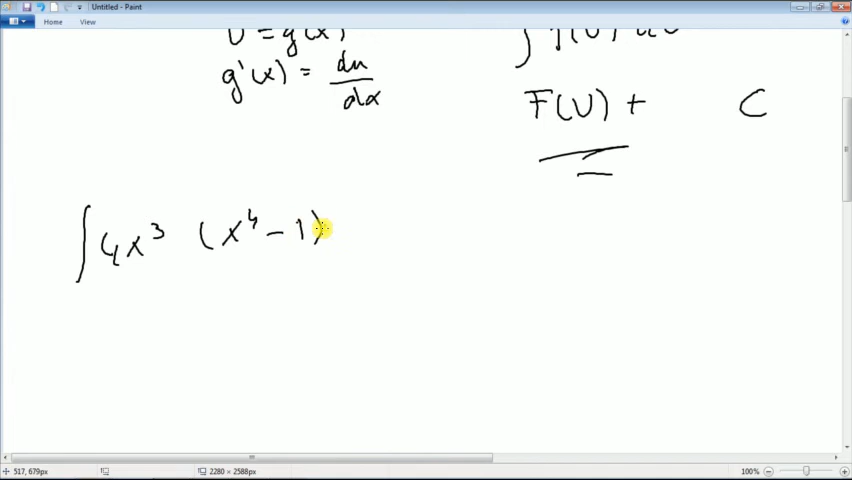 Untitled - Paint
Home View
U = g(x)
g'(x) = du/dx
∫ f(U) du
F(U) + C
∫ 4x³ (x⁴ - 1)
517, 679px
2280 × 2588px
100%